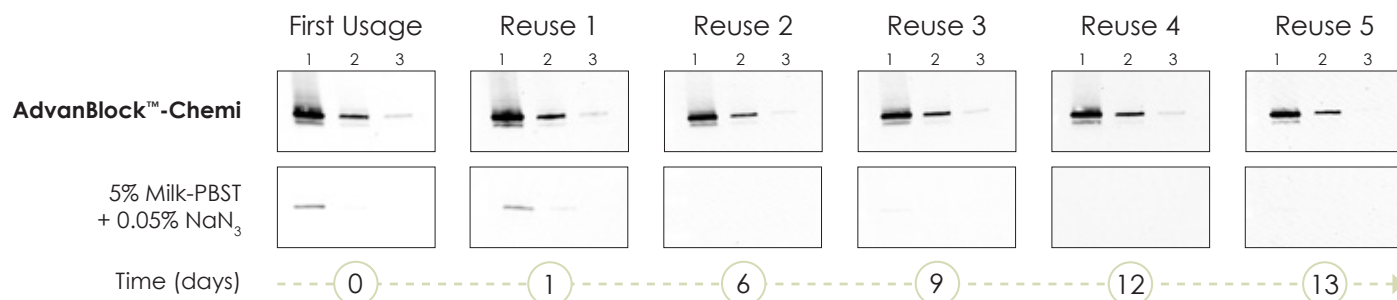 First Usage Reuse 1 Reuse 2 Reuse 3 Reuse 4 Reuse 5
1 2 3 1 2 3 1 2 3 1 2 3 1 2 3 1 2 3
AdvanBlock™-Chemi
5% Milk-PBST
+ 0.05% NaN₃
Time (days) 0 1 6 9 12 13